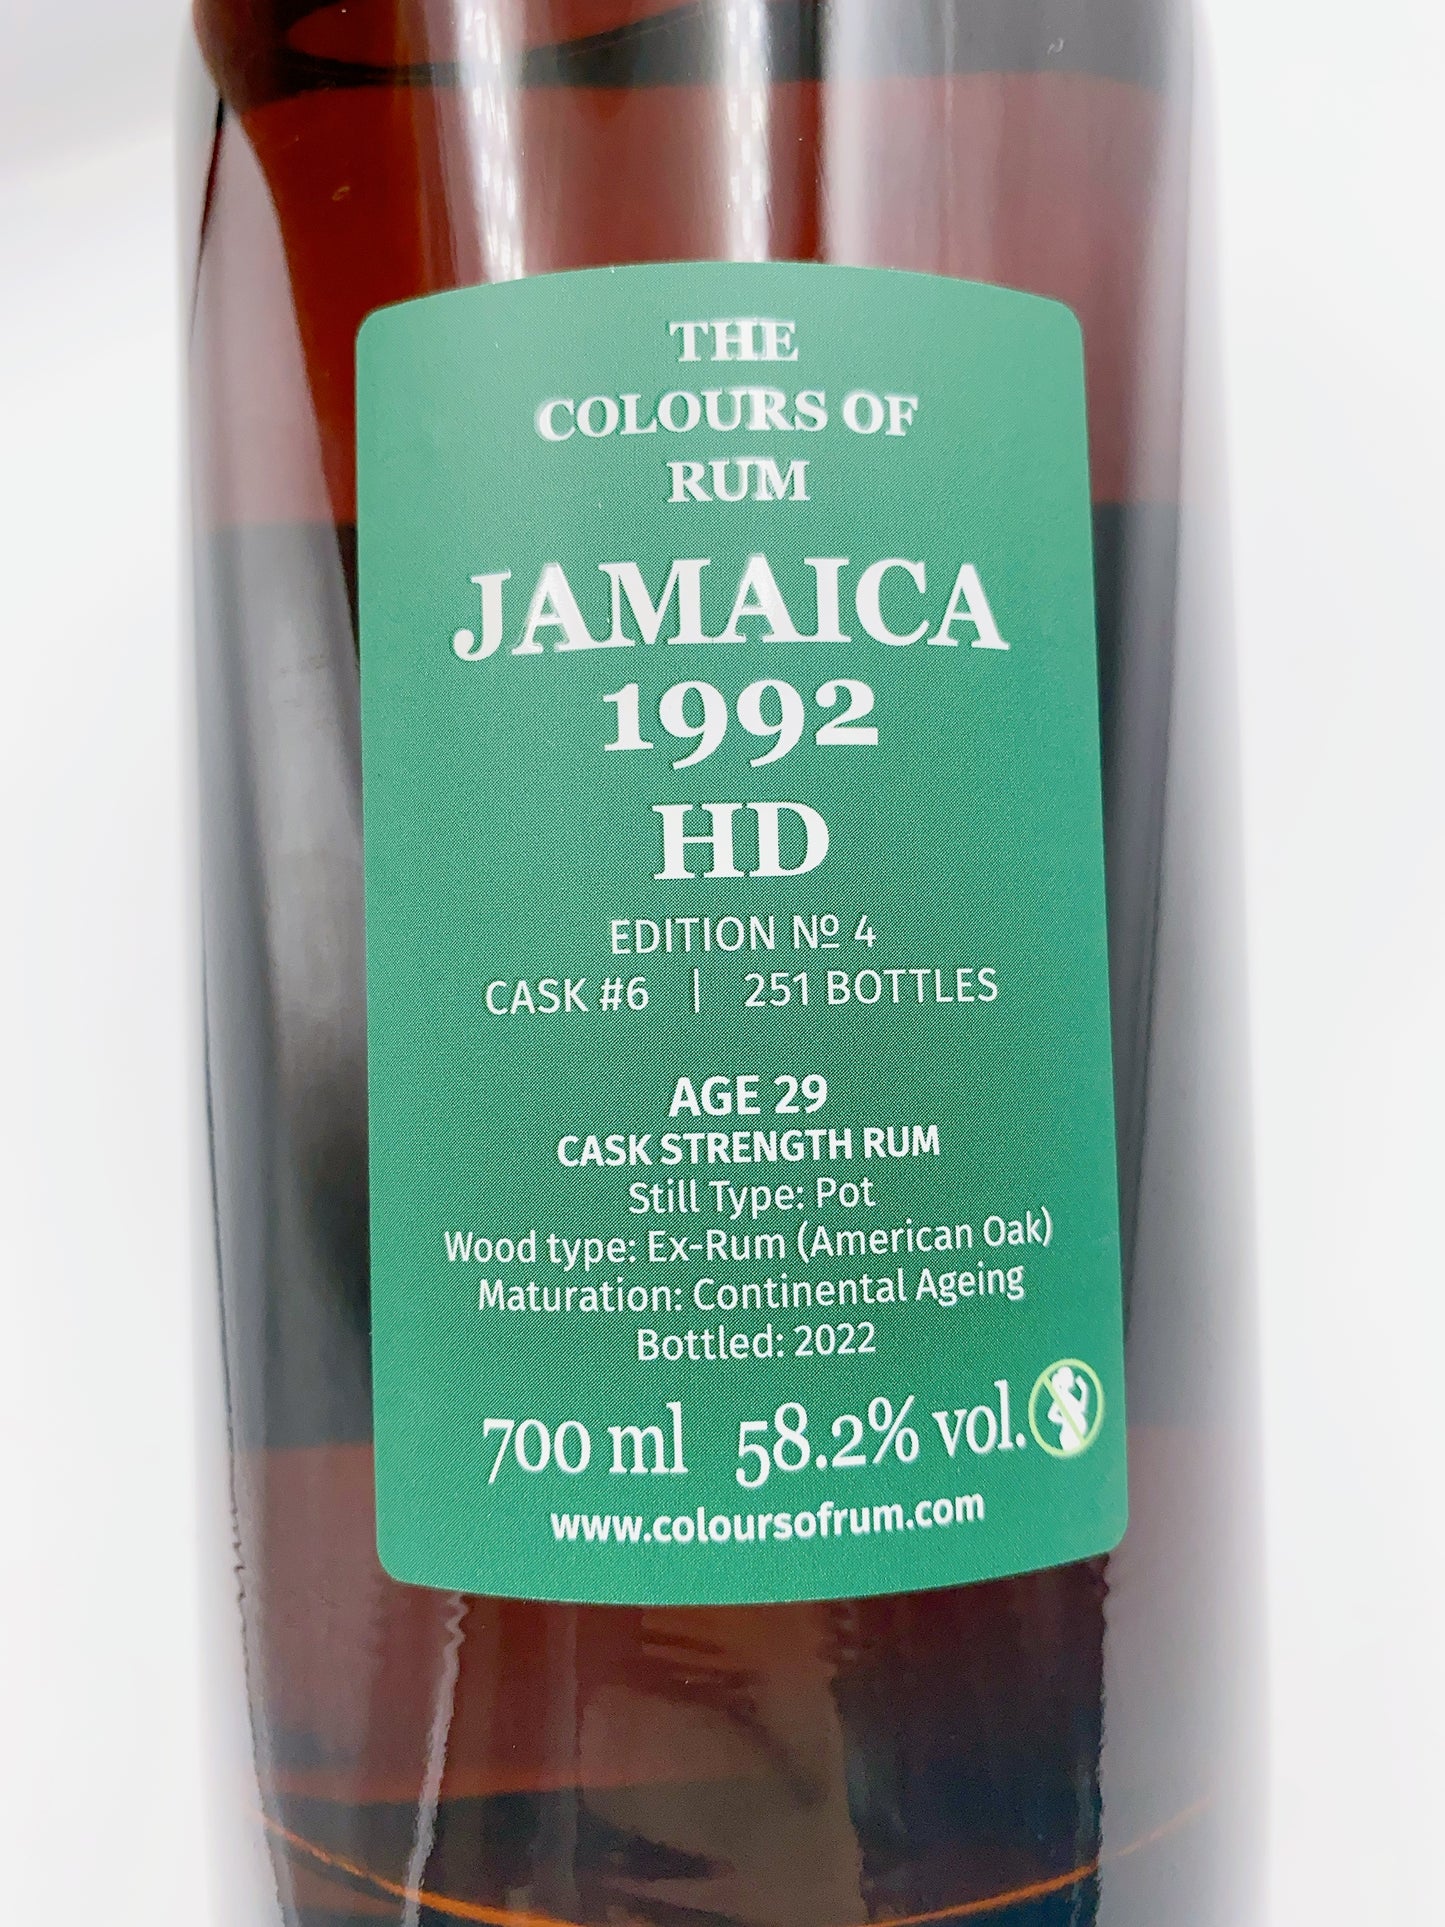 THE
COLOURS OF
RUM
JAMAICA
1992
HD
EDITION Nº 4
CASK #6 | 251 BOTTLES
AGE 29
CASK STRENGTH RUM
Still Type: Pot
Wood type: Ex-Rum (American Oak)
Maturation: Continental Ageing
Bottled: 2022
700 ml 58.2% vol.
www.coloursofrum.com